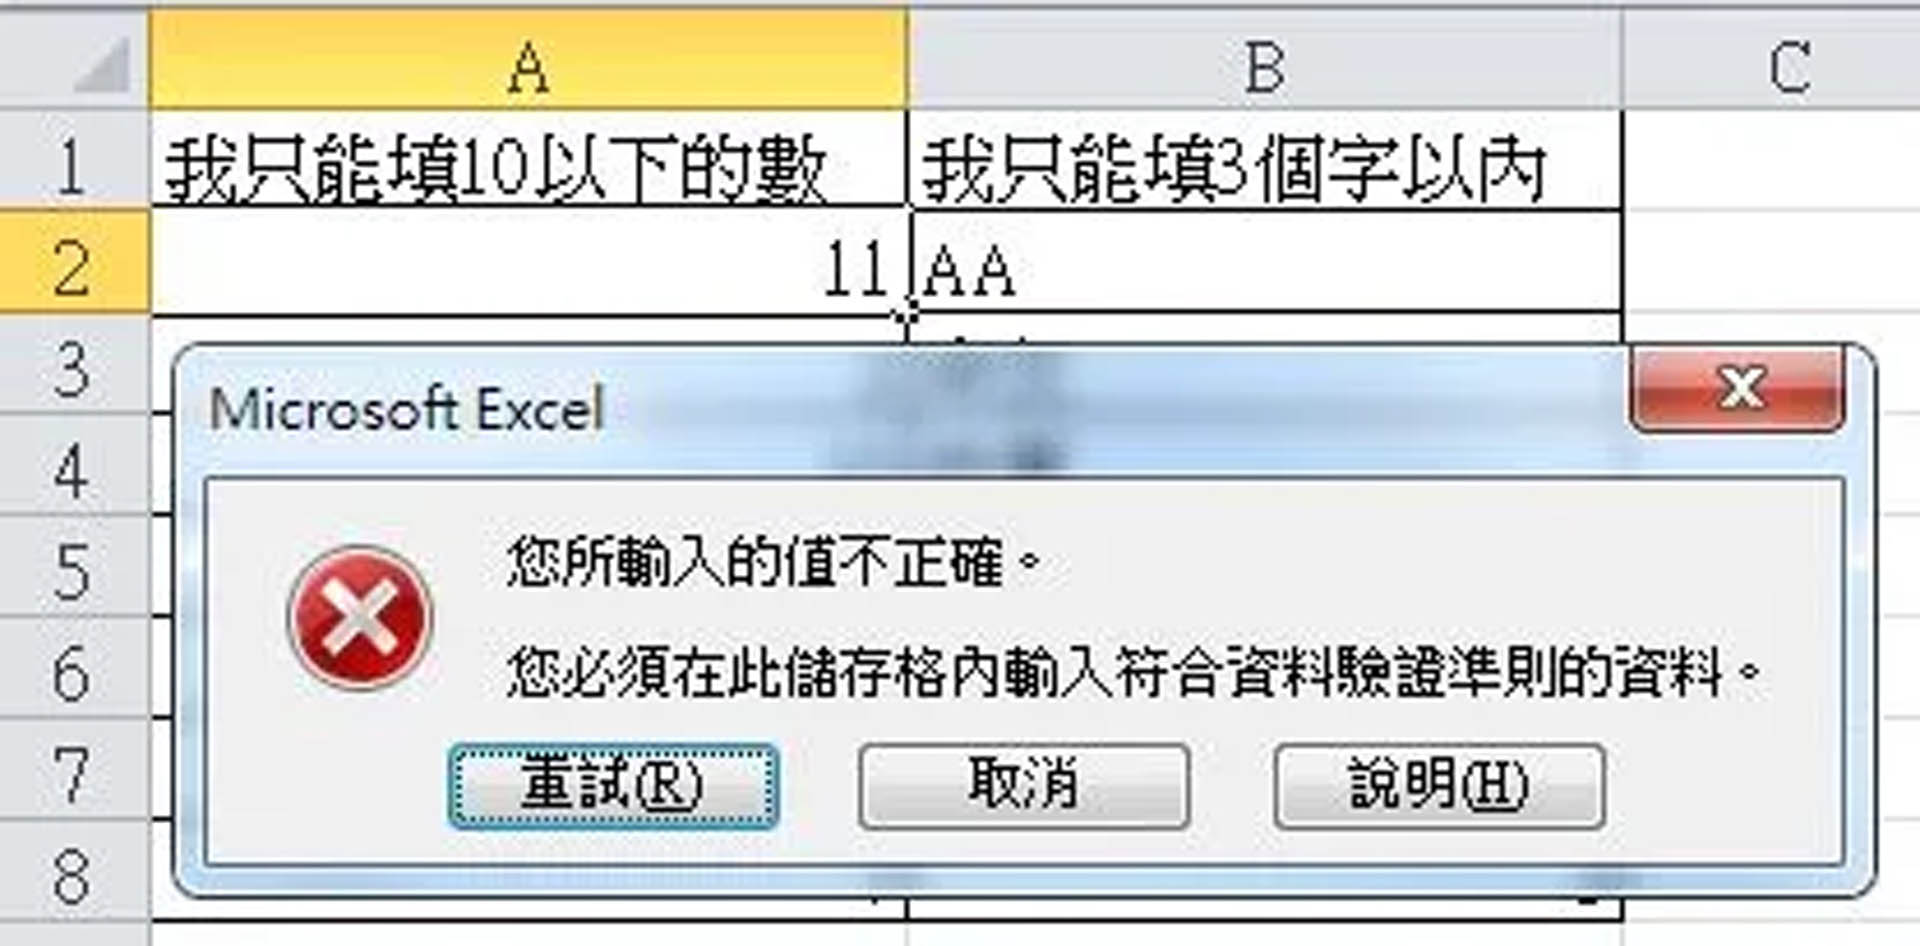 A B C
1 我只能填10以下的數 我只能填3個字以內
2 11 AA
3
Microsoft Excel
4
您所輸入的值不正確。
5
您必須在此儲存格內輸入符合資料驗證準則的資料。
6
7 重試(R) 取消 說明(H)
8